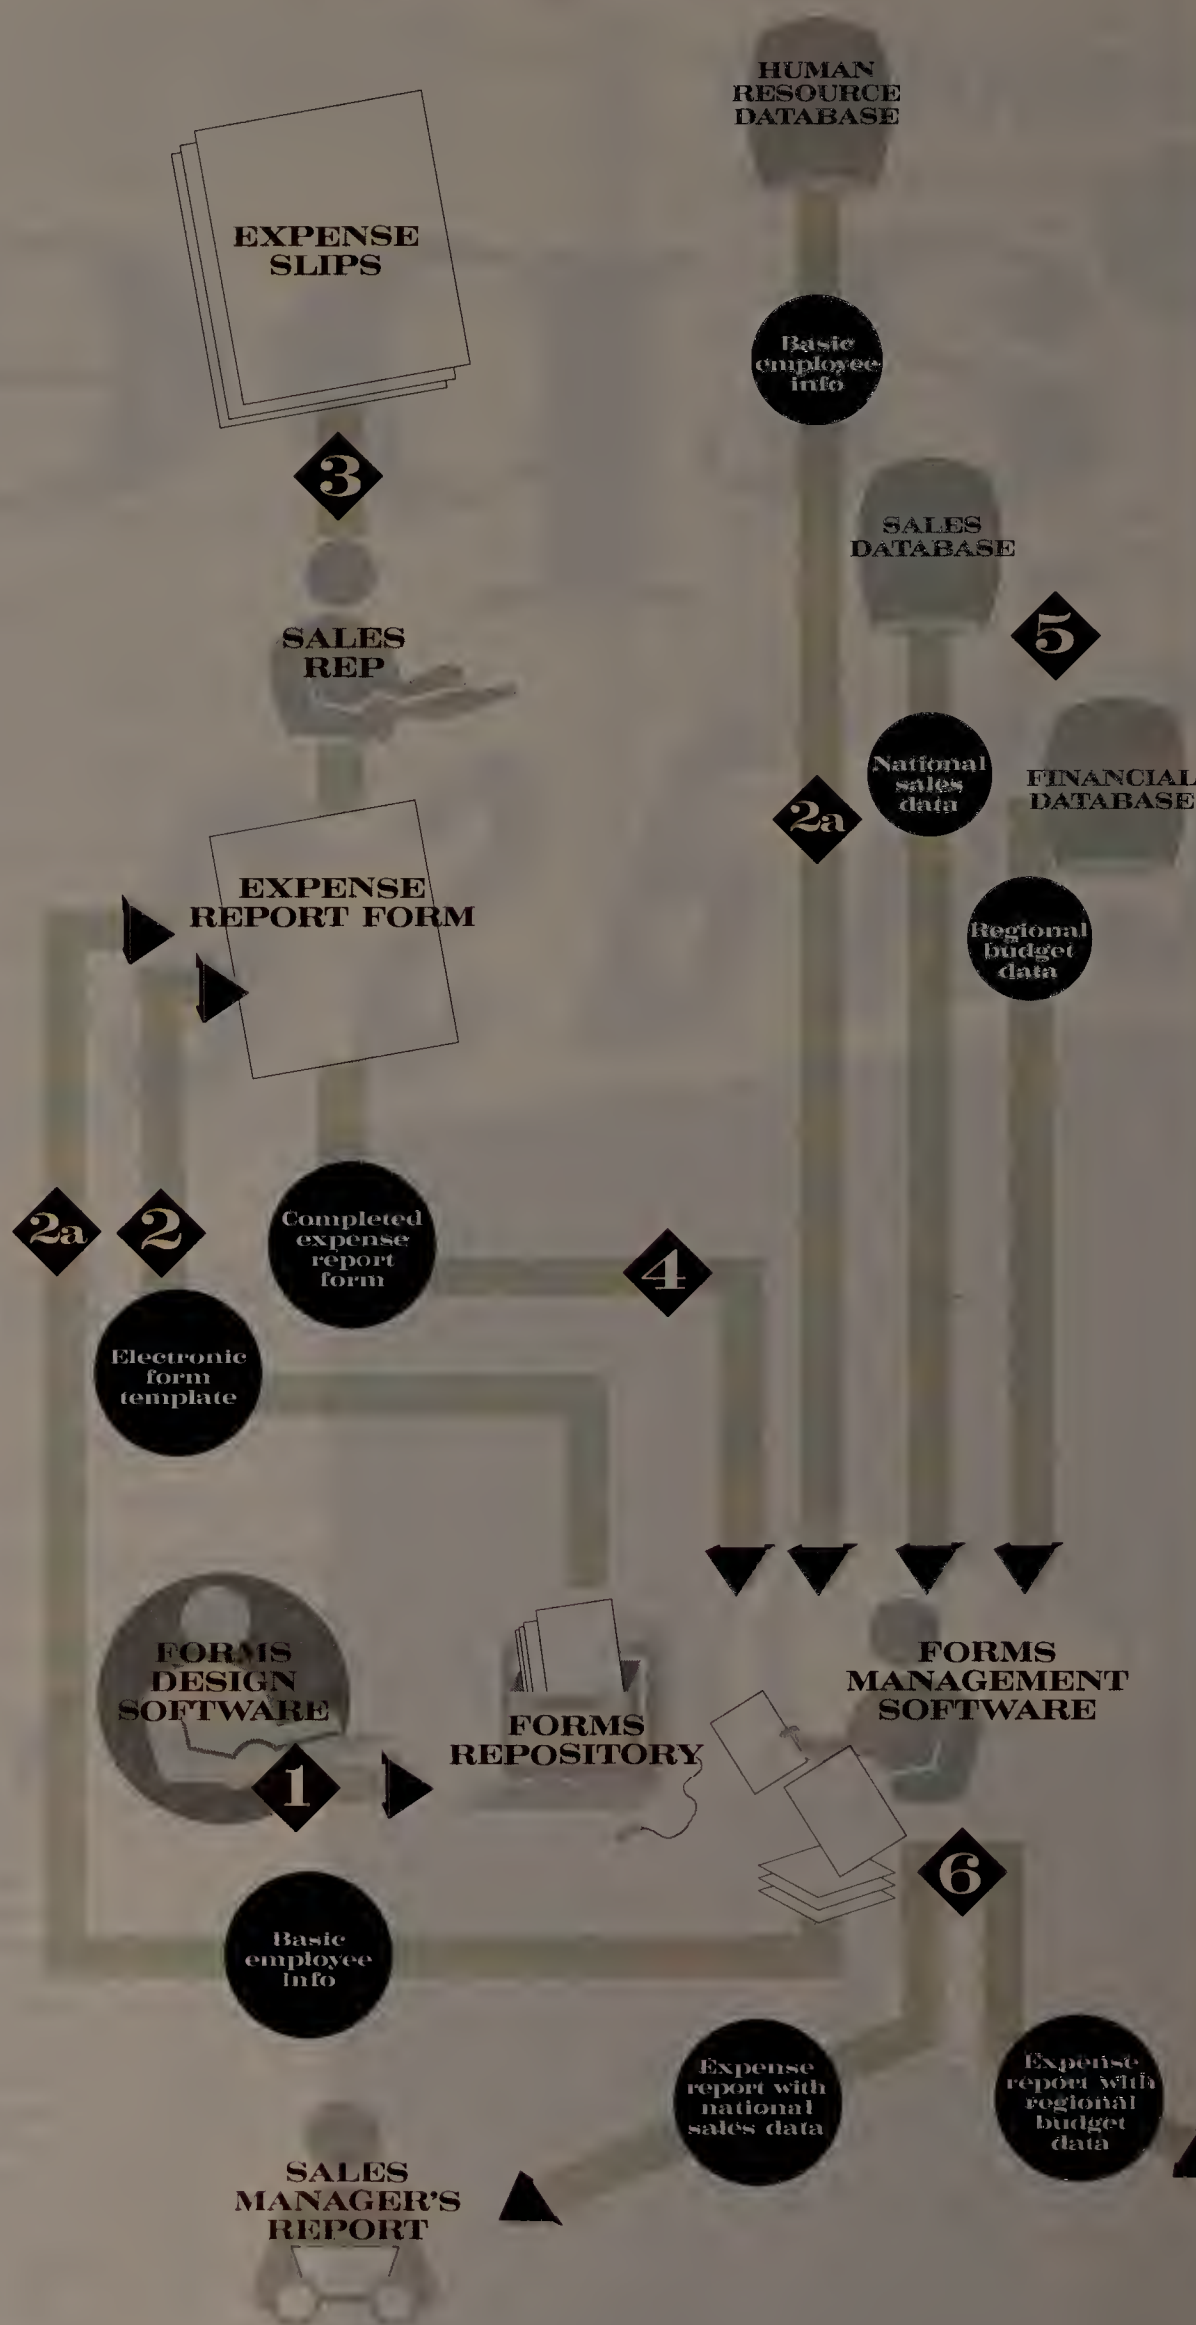 HUMAN
RESOURCE
DATABASE
EXPENSE
SLIPS
Basic
employee
info
3
SALES
DATABASE
5
SALES
REP
National
sales
data
FINANCIAL
DATABASE
2a
EXPENSE
REPORT FORM
Regional
budget
data
2a
2
Completed
expense
report
form
4
Electronic
form
template
FORMS
DESIGN
SOFTWARE
FORMS
REPOSITORY
FORMS
MANAGEMENT
SOFTWARE
1
6
Basic
employee
Info
Expense
report with
national
sales data
Expense
report with
regional
budget
data
SALES
MANAGER'S
REPORT